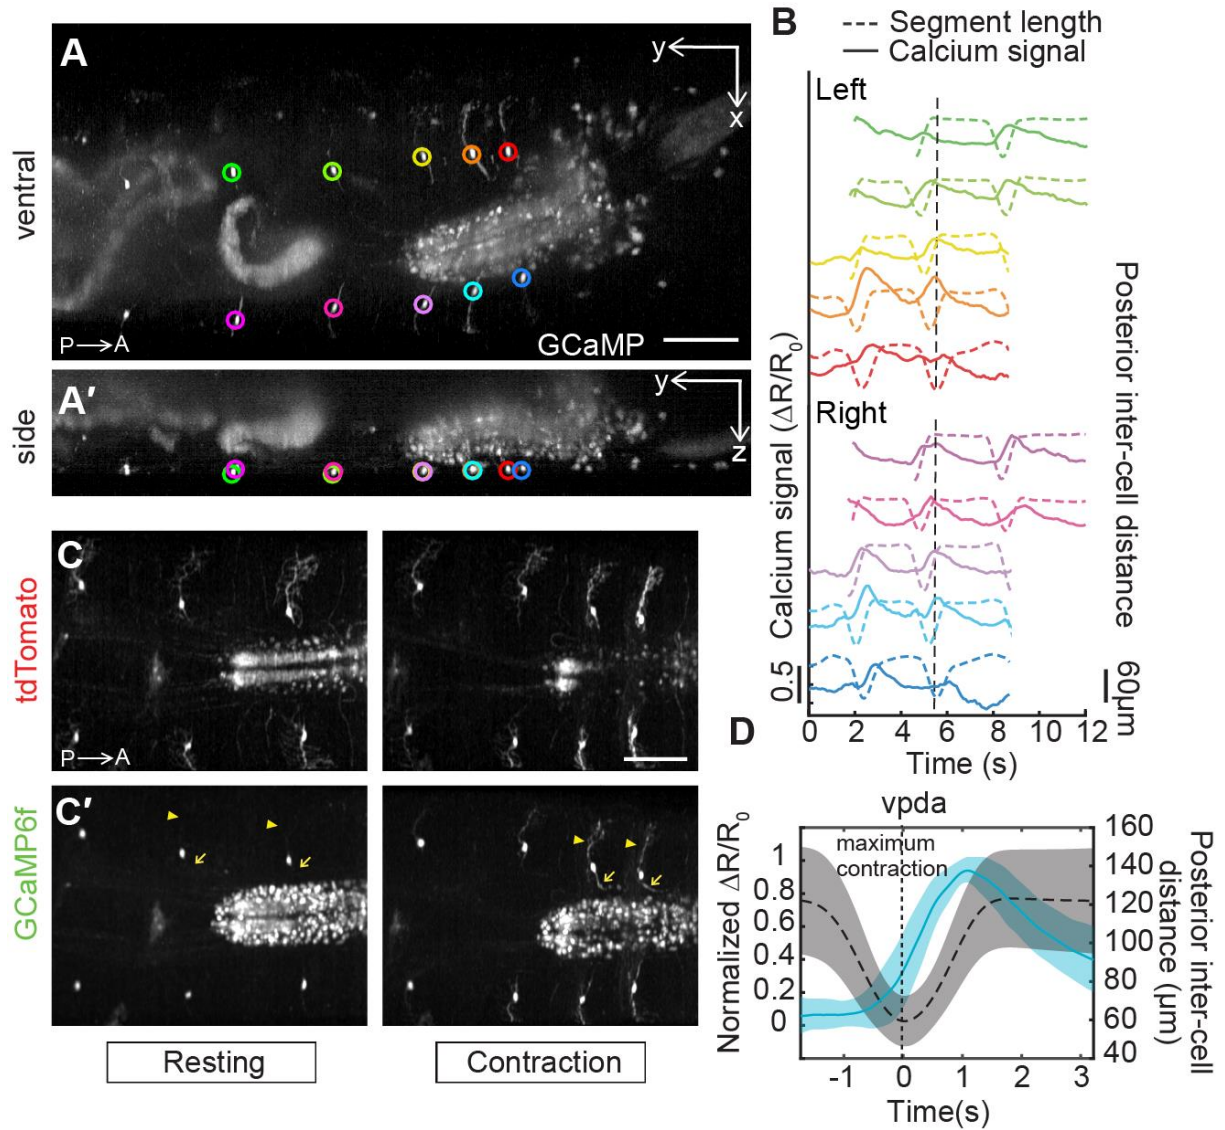 A
ventral
y
x
P → A
GCaMP
A′
side
y
z
B
Segment length
Calcium signal
Left
Right
Calcium signal (ΔR/R0)
Posterior inter-cell distance
0.5
60µm
0 2 4 6 8 10 12
Time (s)
C
tdTomato
P → A
C′
GCaMP6f
Resting
Contraction
D
vpda
maximum
contraction
Normalized ΔR/R0
1
0.8
0.6
0.4
0.2
0
160
140
120
100
80
60
40
Posterior inter-cell
distance (µm)
-1 0 1 2 3
Time(s)